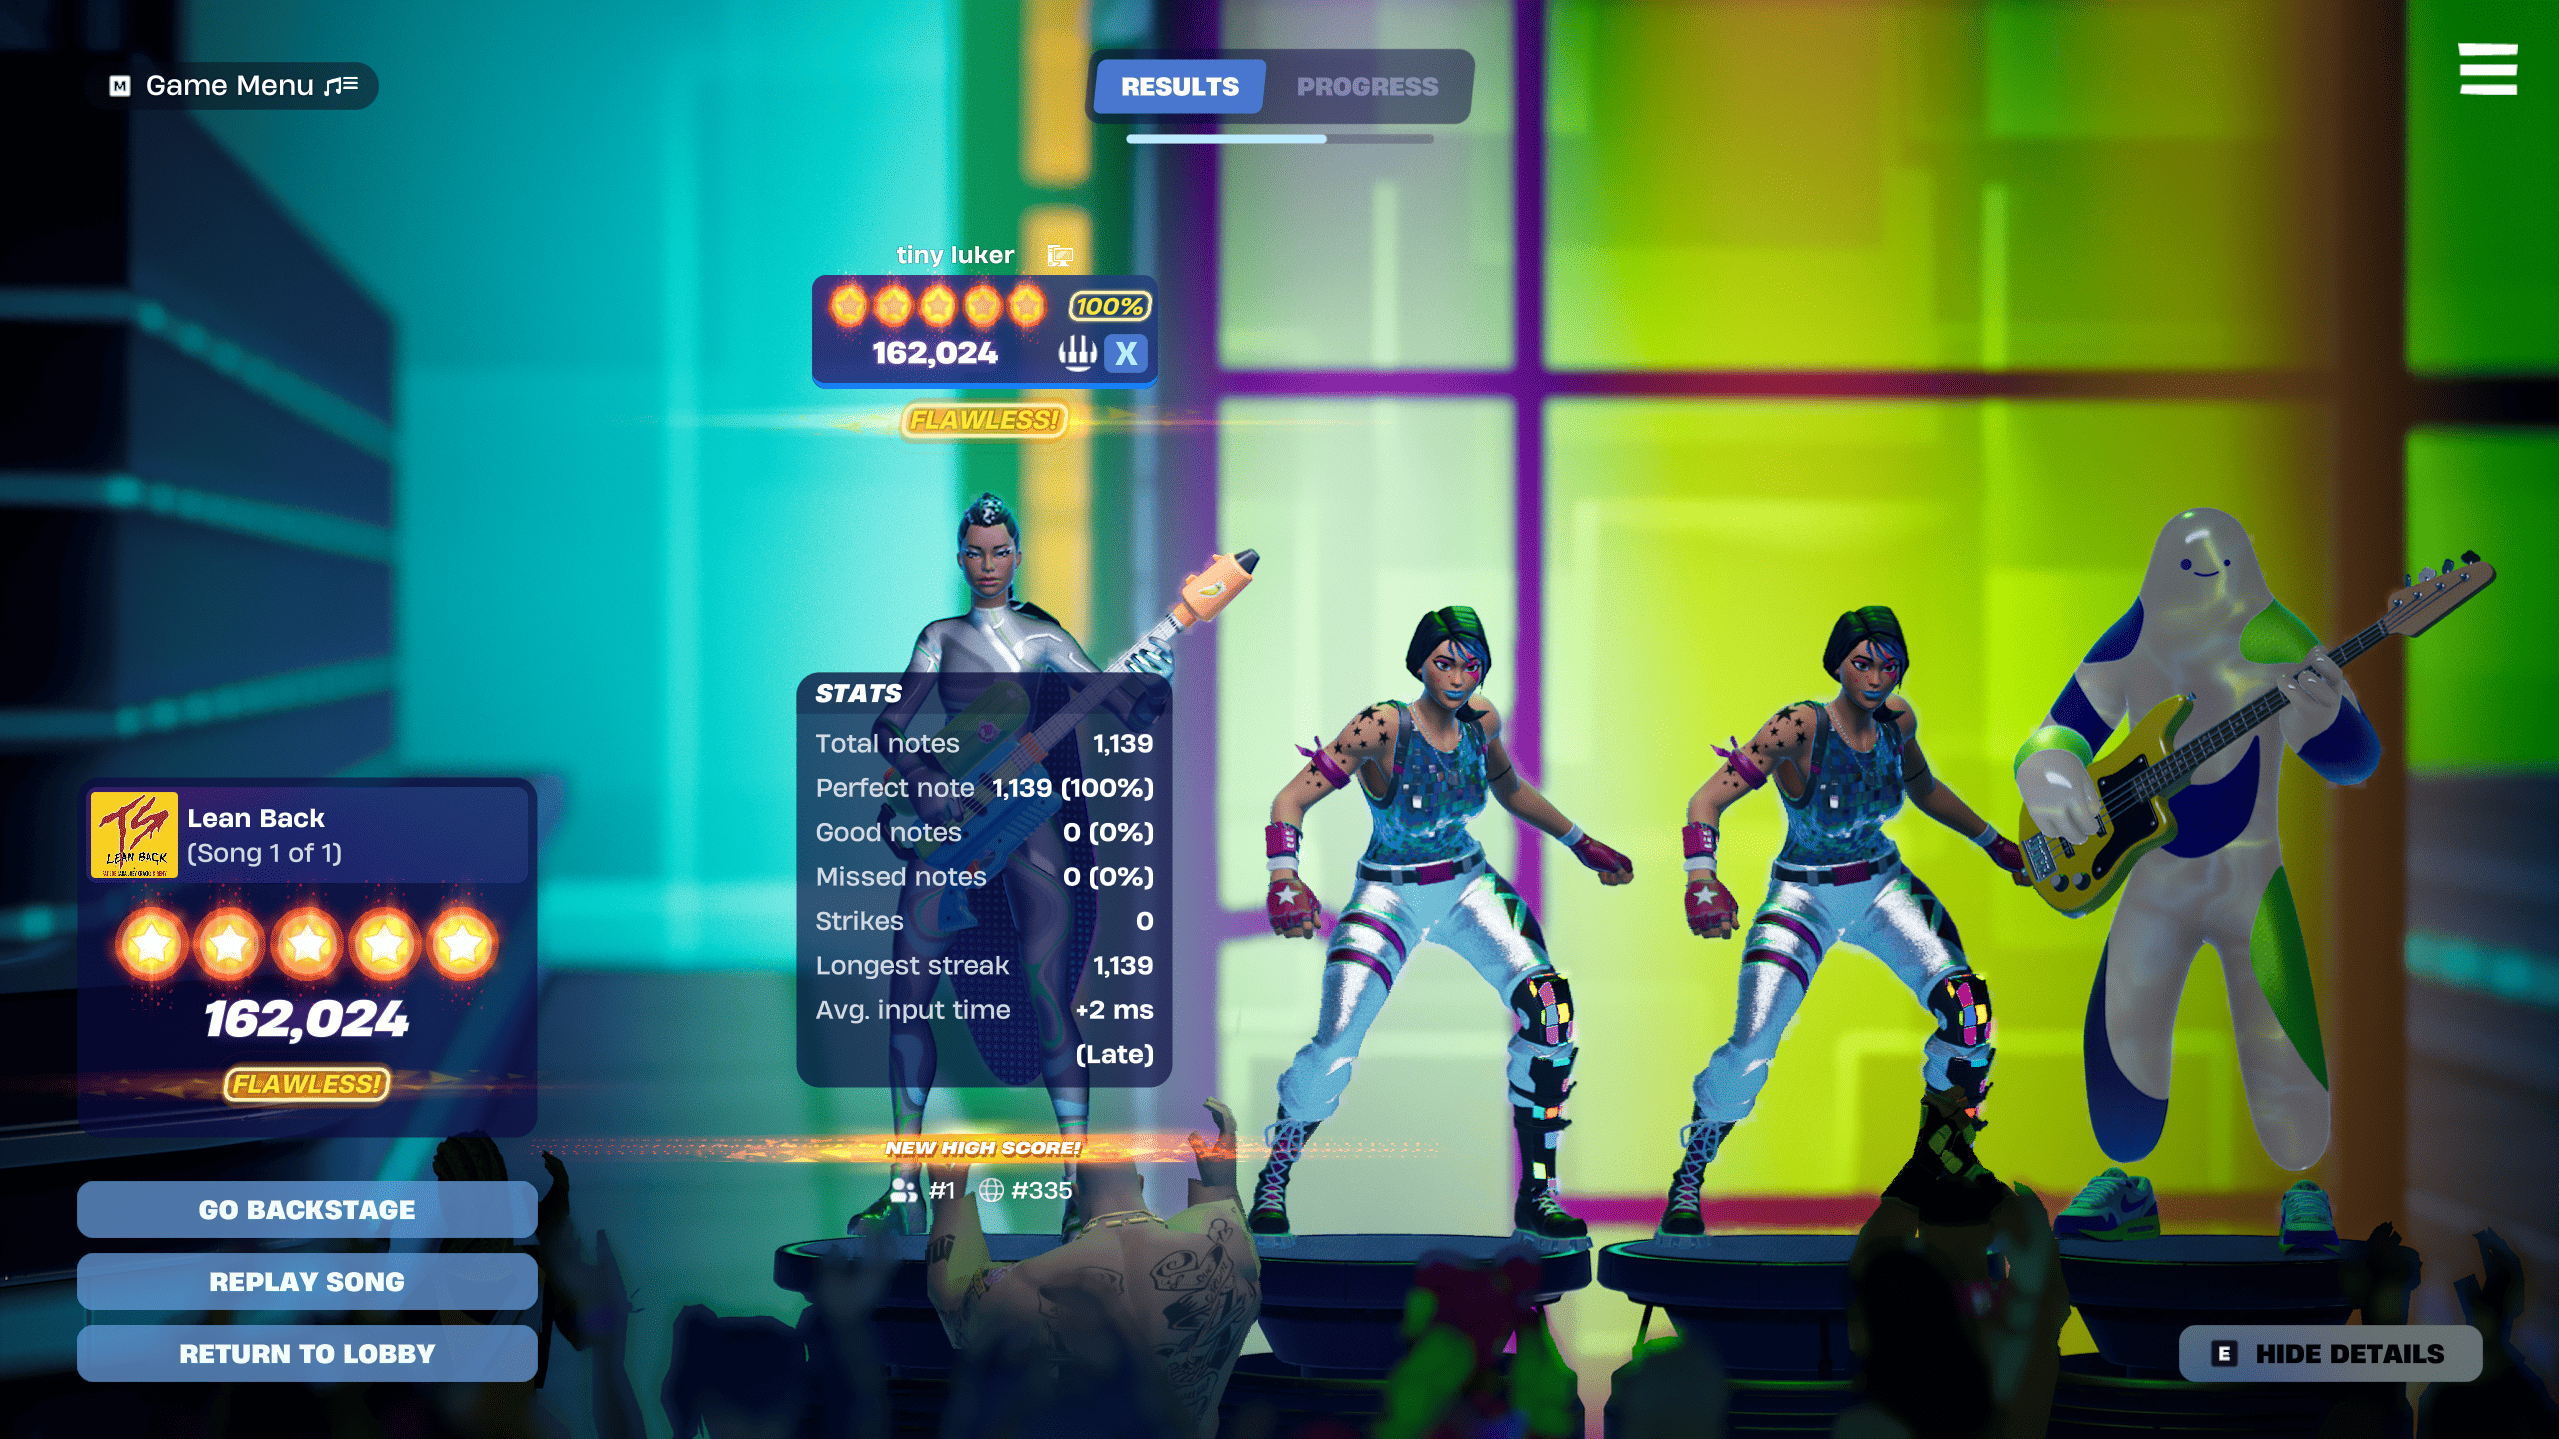 M Game Menu
RESULTS PROGRESS
tiny luker
100%
162,024 X
FLAWLESS!
STATS
Total notes 1,139
Perfect note 1,139 (100%)
Good notes 0 (0%)
Missed notes 0 (0%)
Strikes 0
Longest streak 1,139
Avg. input time +2 ms
(Late)
NEW HIGH SCORE!
#1 #335
TS
LEAN BACK
Lean Back
(Song 1 of 1)
162,024
FLAWLESS!
GO BACKSTAGE
REPLAY SONG
RETURN TO LOBBY
E HIDE DETAILS